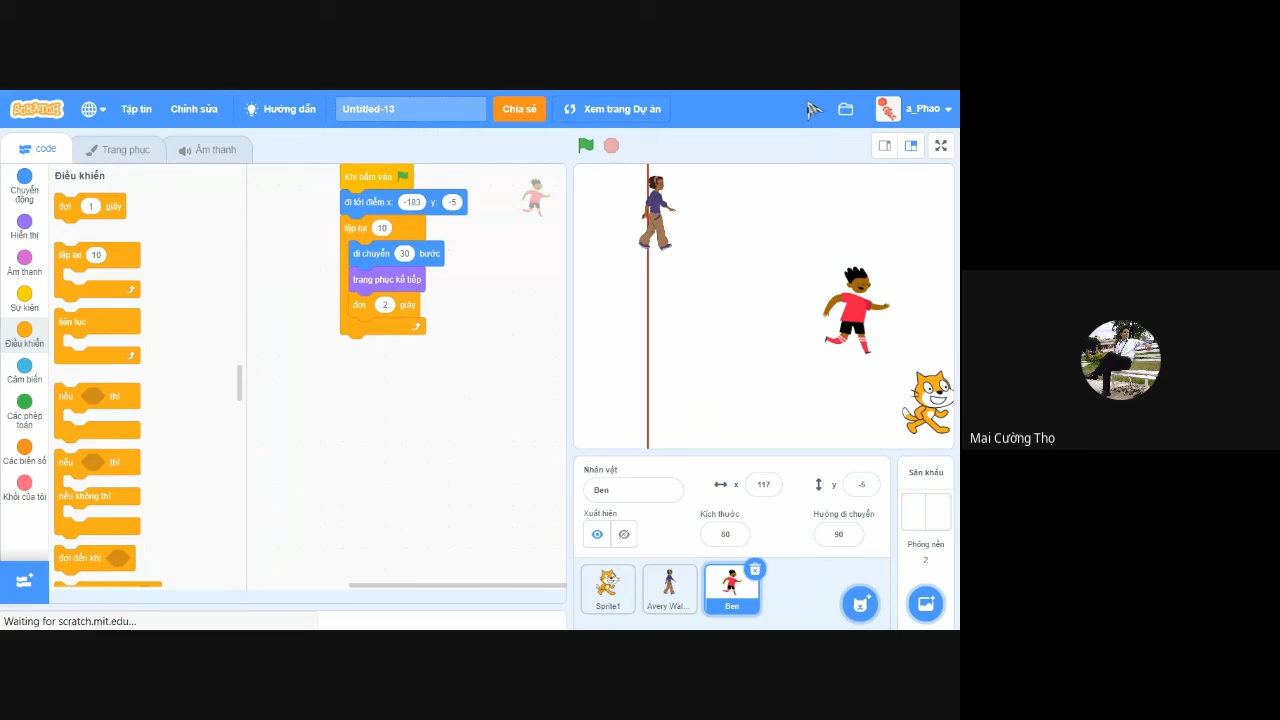 SCRATCH
Tập tin
Chỉnh sửa
Hướng dẫn
Untitled-13
Chia sẻ
Xem trang Dự án
a_Phao
code
Trang phục
Âm thanh
Chuyển động
Hiển thị
Âm thanh
Sự kiện
Điều khiển
Cảm biến
Các phép toán
Các biến số
Khối của tôi
Điều khiển
đợi 1 giây
lặp lại 10
liên tục
nếu thì
nếu thì
nếu không thì
đợi đến khi
Khi bấm vào
đi tới điểm x: -183 y: -5
lặp lại 10
di chuyển 30 bước
trang phục kế tiếp
đợi 2 giây
Nhân vật
Ben
x 117
y -5
Xuất hiện
Kích thước
80
Hướng di chuyển
90
Sprite1
Avery Wal...
Ben
Sân khấu
Phông nền
2
Waiting for scratch.mit.edu...
Mai Cường Thọ